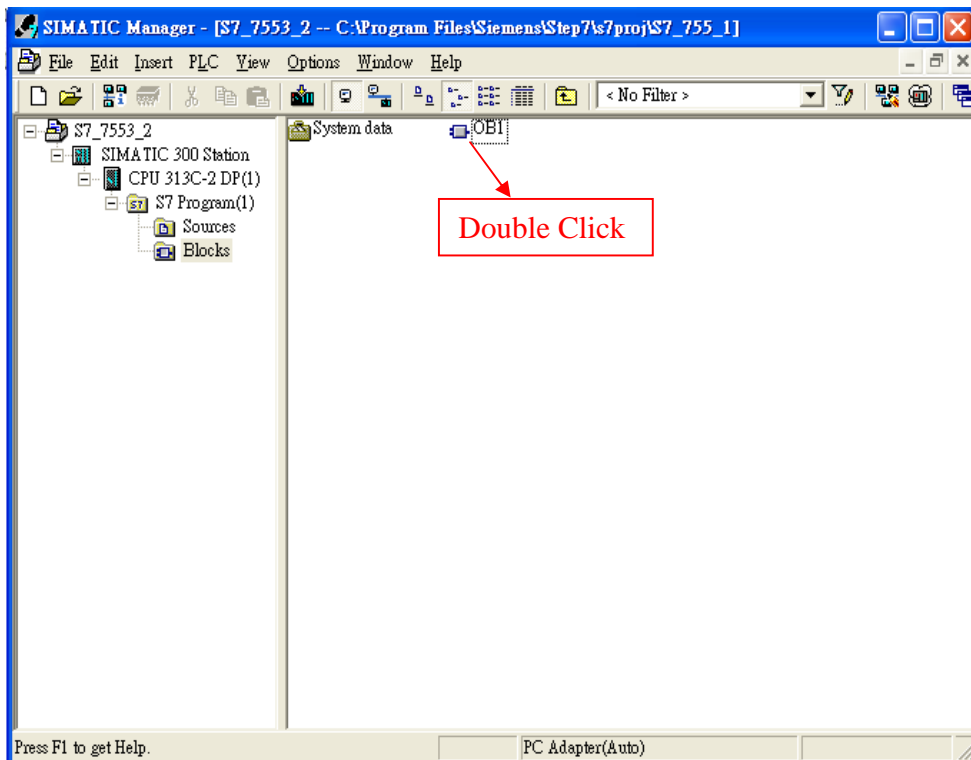 SIMATIC Manager - [S7_7553_2 -- C:\Program Files\Siemens\Step7\s7proj\S7_755_1]
File Edit Insert PLC View Options Window Help
< No Filter >
S7_7553_2
SIMATIC 300 Station
CPU 313C-2 DP(1)
S7 Program(1)
Sources
Blocks
System data
OB1
Double Click
Press F1 to get Help.
PC Adapter(Auto)